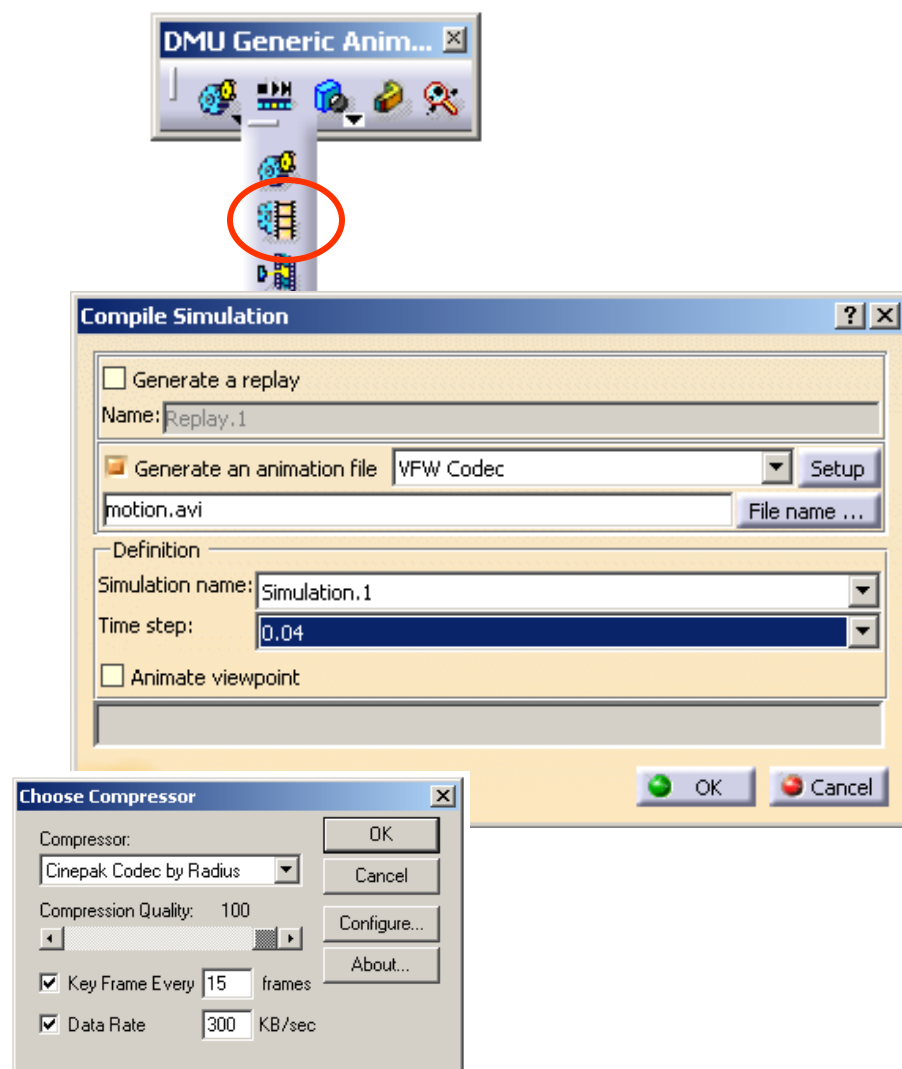 DMU Generic Anim...
Compile Simulation
Generate a replay
Name: Replay.1
Generate an animation file VFW Codec Setup
motion.avi File name ...
Definition
Simulation name: Simulation.1
Time step: 0.04
Animate viewpoint
OK Cancel
Choose Compressor
Compressor: OK
Cinepak Codec by Radius Cancel
Compression Quality: 100 Configure...
About...
Key Frame Every 15 frames
Data Rate 300 KB/sec